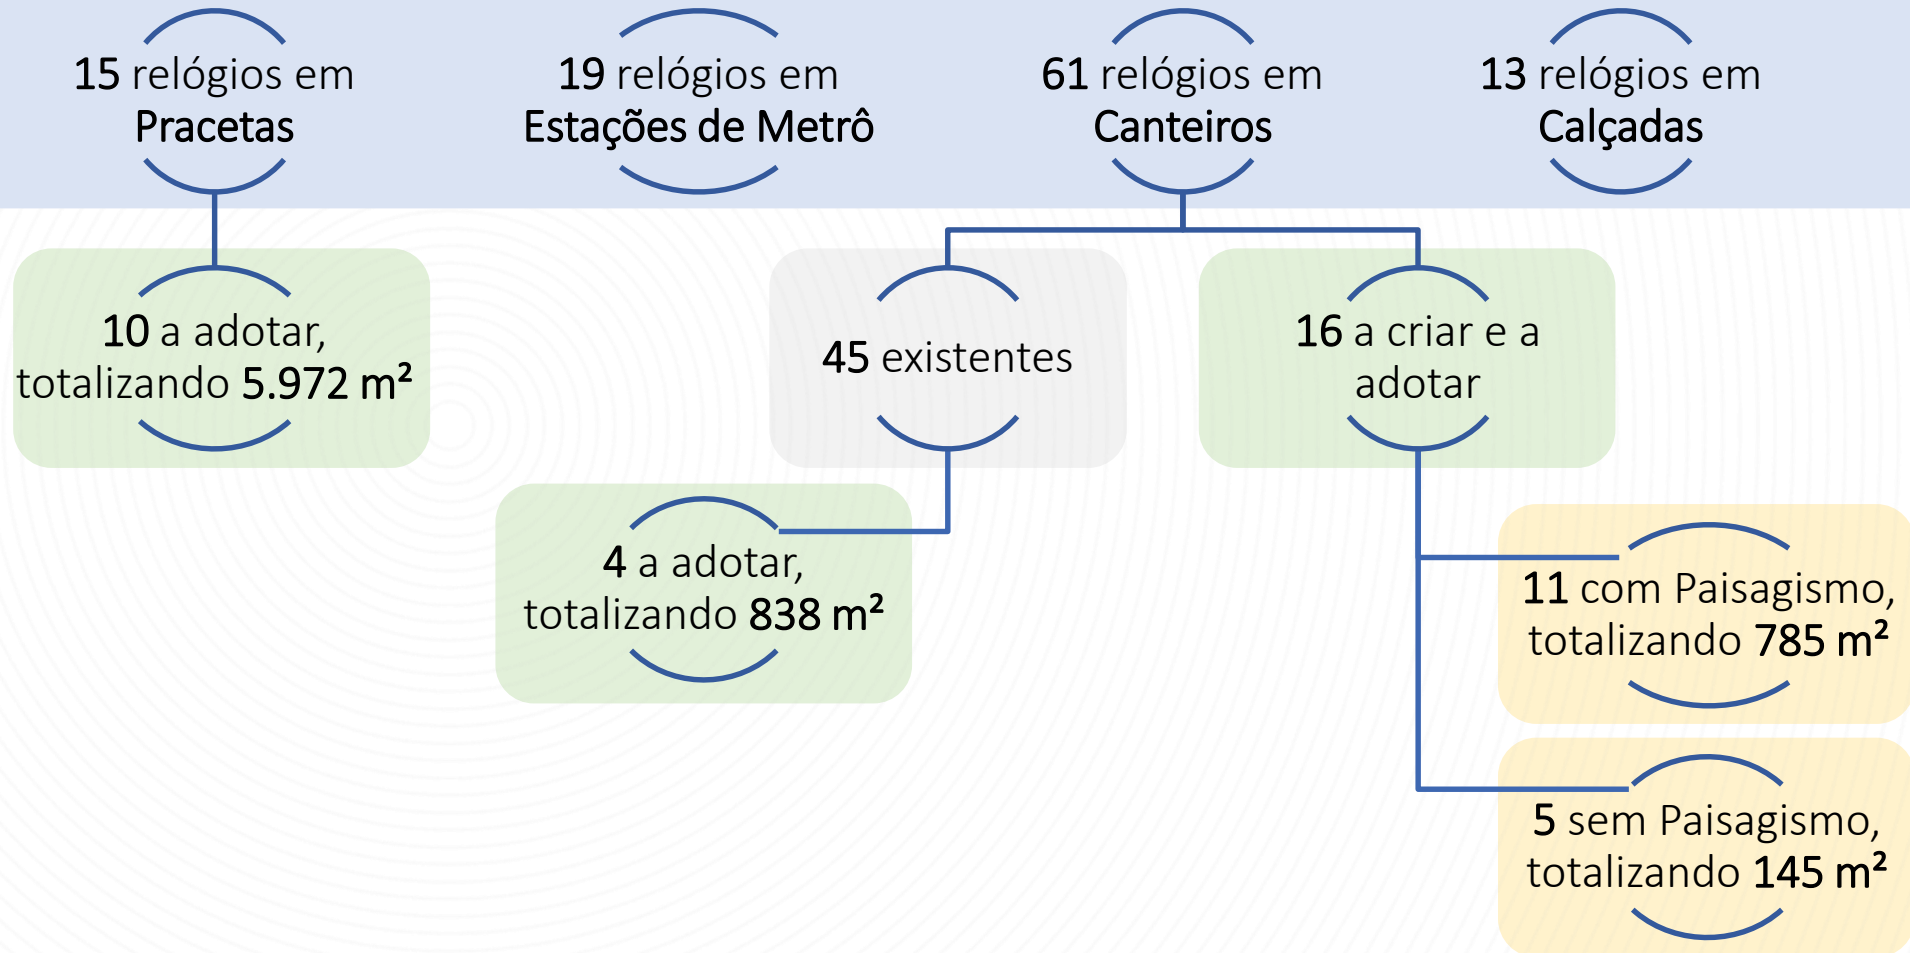 15 relógios em
Pracetas
19 relógios em
Estações de Metrô
61 relógios em
Canteiros
13 relógios em
Calçadas
10 a adotar,
totalizando 5.972 m²
45 existentes
16 a criar e a
adotar
4 a adotar,
totalizando 838 m²
11 com Paisagismo,
totalizando 785 m²
5 sem Paisagismo,
totalizando 145 m²